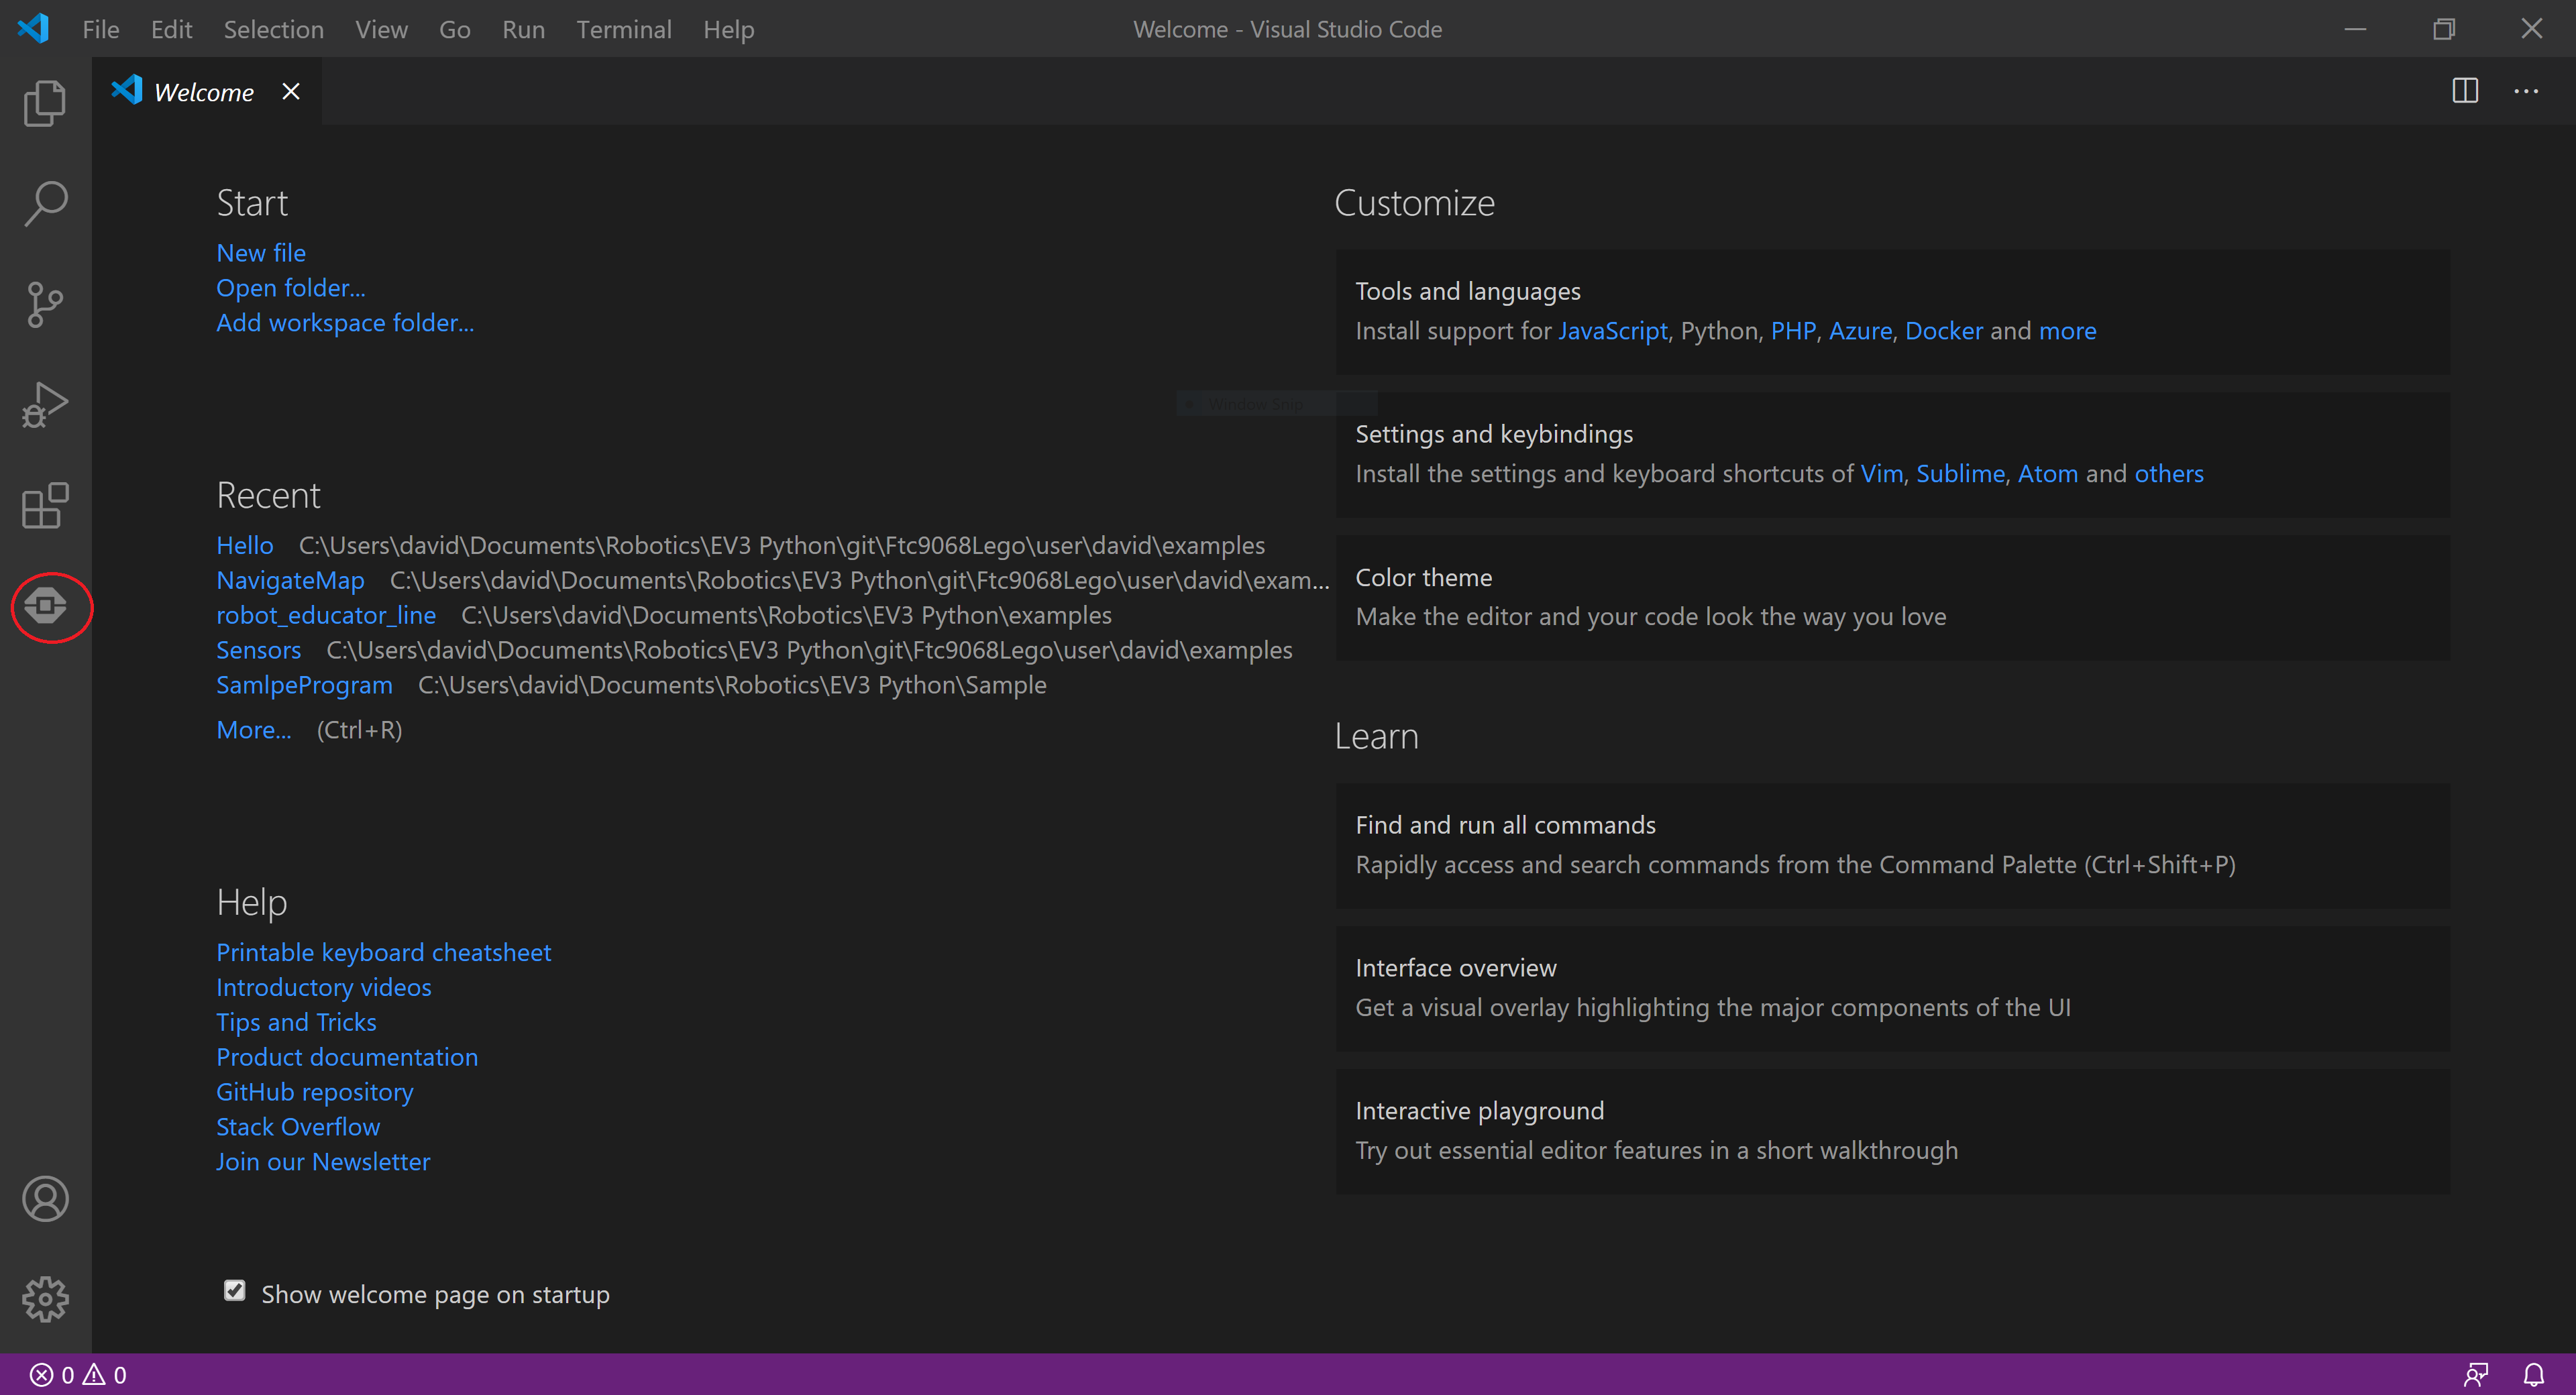 File Edit Selection View Go Run Terminal Help Welcome - Visual Studio Code
Welcome
Start
New file
Open folder...
Add workspace folder...
Recent
Hello C:\Users\david\Documents\Robotics\EV3 Python\git\Ftc9068Lego\user\david\examples
NavigateMap C:\Users\david\Documents\Robotics\EV3 Python\git\Ftc9068Lego\user\david\exam...
robot_educator_line C:\Users\david\Documents\Robotics\EV3 Python\examples
Sensors C:\Users\david\Documents\Robotics\EV3 Python\git\Ftc9068Lego\user\david\examples
SamlpeProgram C:\Users\david\Documents\Robotics\EV3 Python\Sample
More... (Ctrl+R)
Help
Printable keyboard cheatsheet
Introductory videos
Tips and Tricks
Product documentation
GitHub repository
Stack Overflow
Join our Newsletter
Show welcome page on startup
Window Snip
Customize
Tools and languages
Install support for JavaScript, Python, PHP, Azure, Docker and more
Settings and keybindings
Install the settings and keyboard shortcuts of Vim, Sublime, Atom and others
Color theme
Make the editor and your code look the way you love
Learn
Find and run all commands
Rapidly access and search commands from the Command Palette (Ctrl+Shift+P)
Interface overview
Get a visual overlay highlighting the major components of the UI
Interactive playground
Try out essential editor features in a short walkthrough
0 0